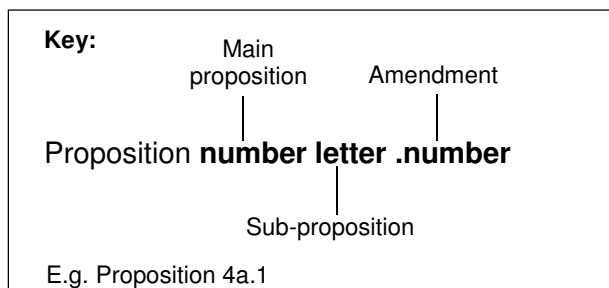 Key:
Main
proposition
Amendment
Proposition number letter .number
Sub-proposition
E.g. Proposition 4a.1